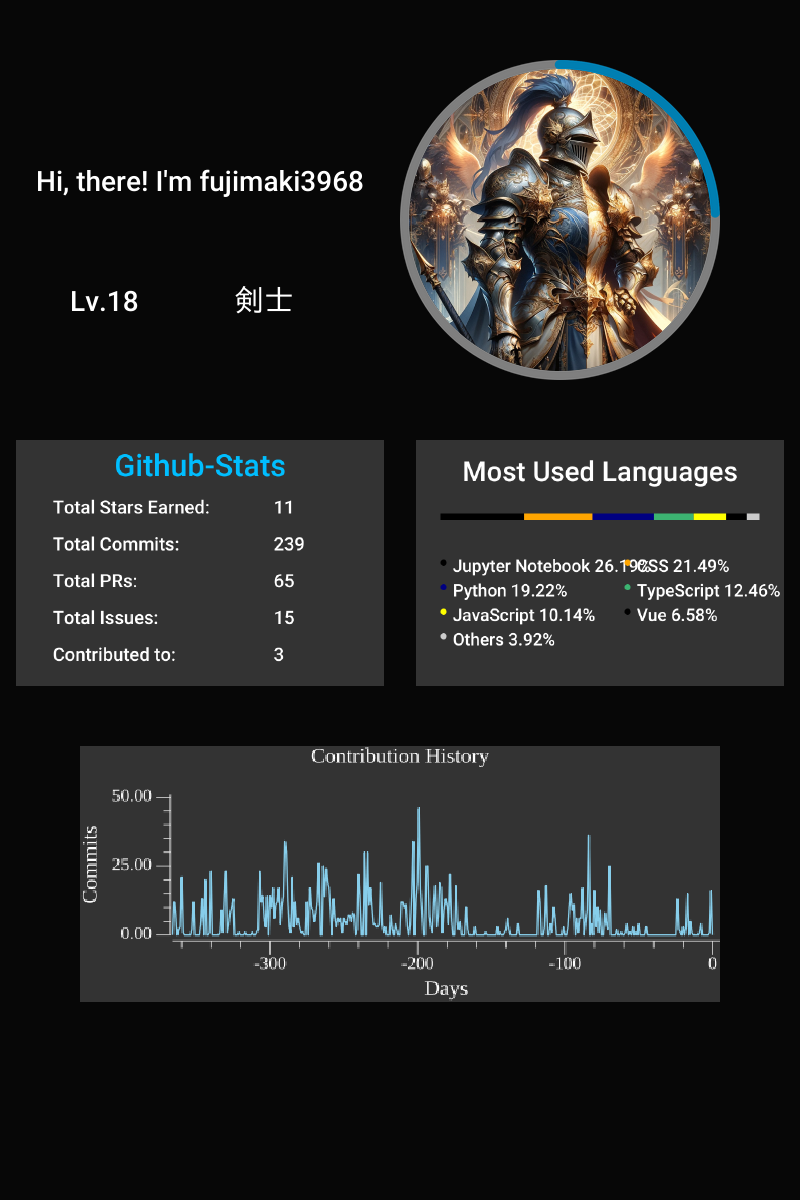 Hi, there! I'm fujimaki3968
Lv.18 剣士
Github-Stats
Total Stars Earned: 11
Total Commits: 239
Total PRs: 65
Total Issues: 15
Contributed to: 3
Most Used Languages
Jupyter Notebook 26.19% CSS 21.49%
Python 19.22% TypeScript 12.46%
JavaScript 10.14% Vue 6.58%
Others 3.92%
Contribution History
50.00
25.00
0.00
Commits
-300 -200 -100 0
Days